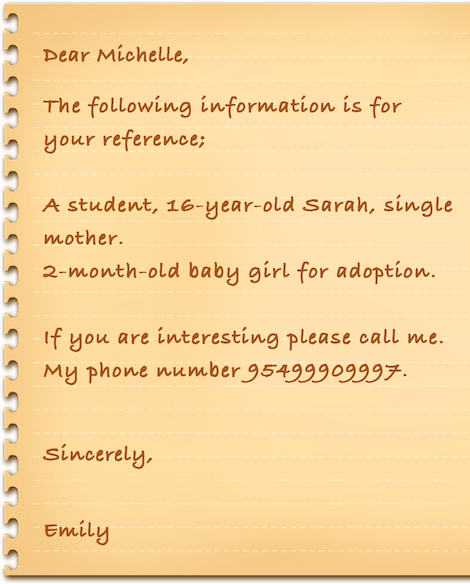 Dear Michelle,
The following information is for
your reference;
A student, 16-year-old Sarah, single
mother.
2-month-old baby girl for adoption.
If you are interesting please call me.
My phone number 95499909997.
Sincerely,
Emily